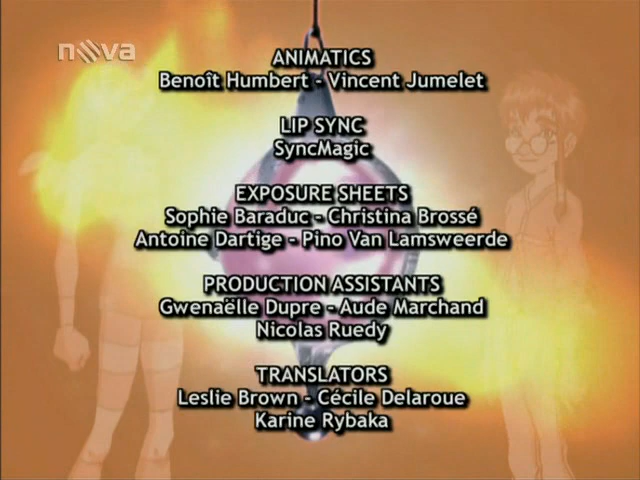 nova
ANIMATICS
Benoît Humbert - Vincent Jumelet
LIP SYNC
SyncMagic
EXPOSURE SHEETS
Sophie Baraduc - Christina Brossé
Antoine Dartige - Pino Van Lamsweerde
PRODUCTION ASSISTANTS
Gwenaëlle Dupre - Aude Marchand
Nicolas Ruedy
TRANSLATORS
Leslie Brown - Cécile Delaroue
Karine Rybaka